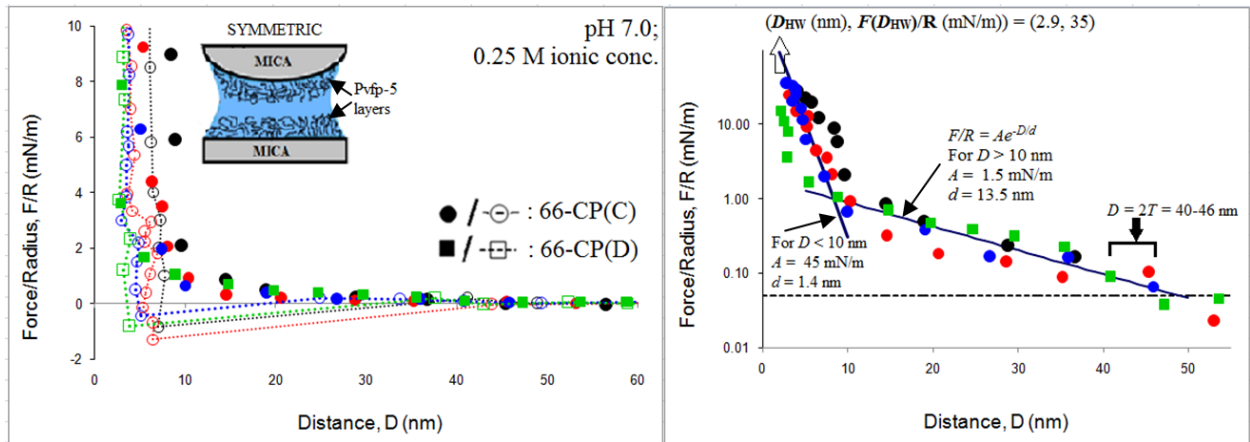 SYMMETRIC
MICA
Pvfp-5
layers
MICA
pH 7.0;
0.25 M ionic conc.
: 66-CP(C)
: 66-CP(D)
Force/Radius, F/R (mN/m)
10
8
6
4
2
0
-2
0 10 20 30 40 50 60
Distance, D (nm)
(D_HW (nm), F(D_HW)/R (mN/m)) = (2.9, 35)
F/R = Ae^-D/d
For D > 10 nm
A = 1.5 mN/m
d = 13.5 nm
D = 2T = 40-46 nm
For D < 10 nm
A = 45 mN/m
d = 1.4 nm
Force/Radius, F/R (mN/m)
10.00
1.00
0.10
0.01
0 10 20 30 40 50
Distance, D (nm)